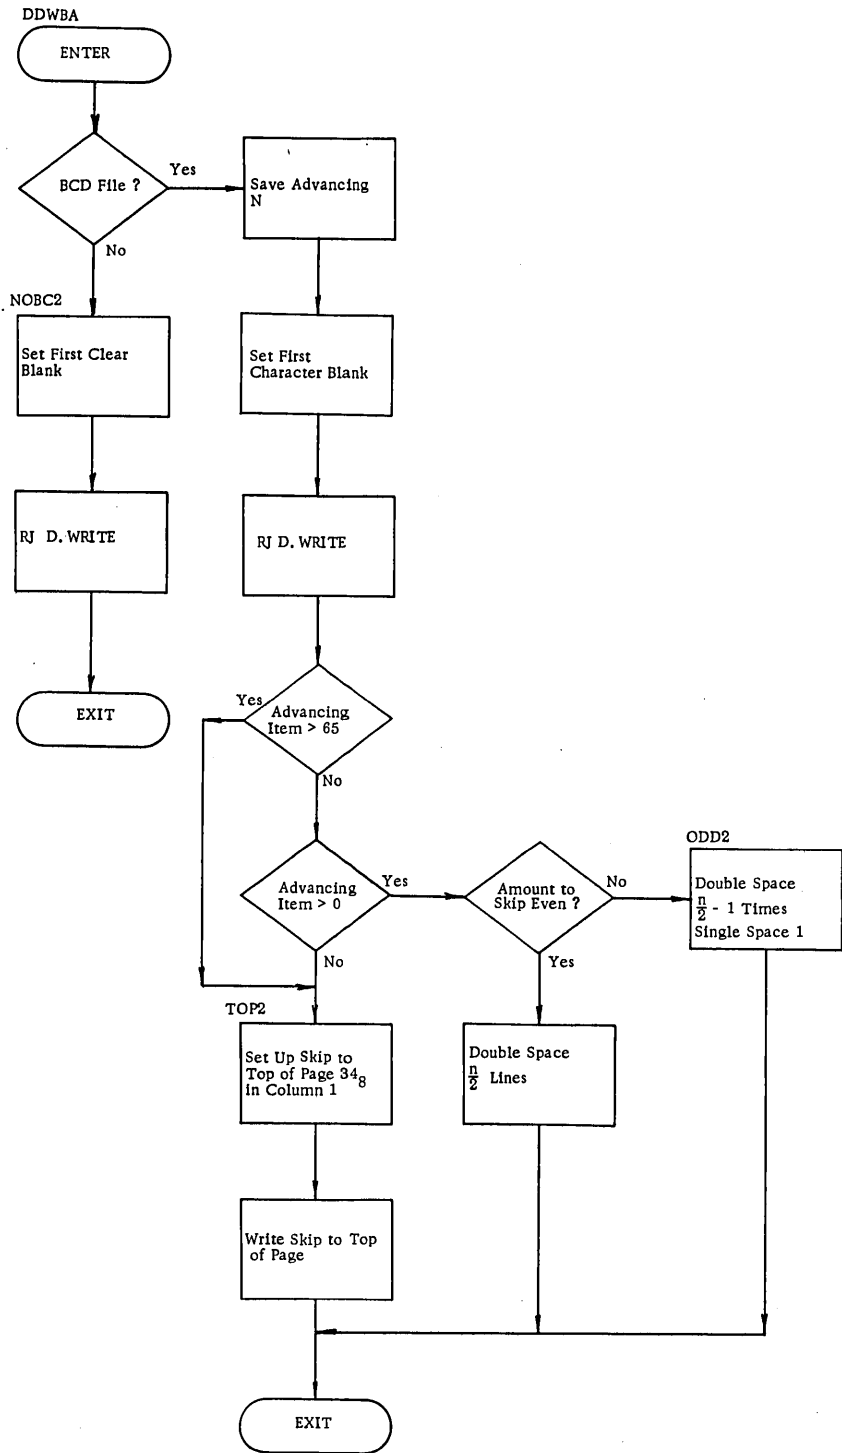 DDWBA
ENTER
BCD File ?
Yes
No
Save Advancing
N
NOBC2
Set First Clear
Blank
Set First
Character Blank
RJ D. WRITE
RJ D. WRITE
EXIT
Yes
Advancing
Item > 65
No
Advancing
Item > 0
Yes
No
Amount to
Skip Even ?
No
Yes
ODD2
Double Space
n/2 - 1 Times
Single Space 1
TOP2
Set Up Skip to
Top of Page 34₈
in Column 1
Double Space
n/2 Lines
Write Skip to Top
of Page
EXIT